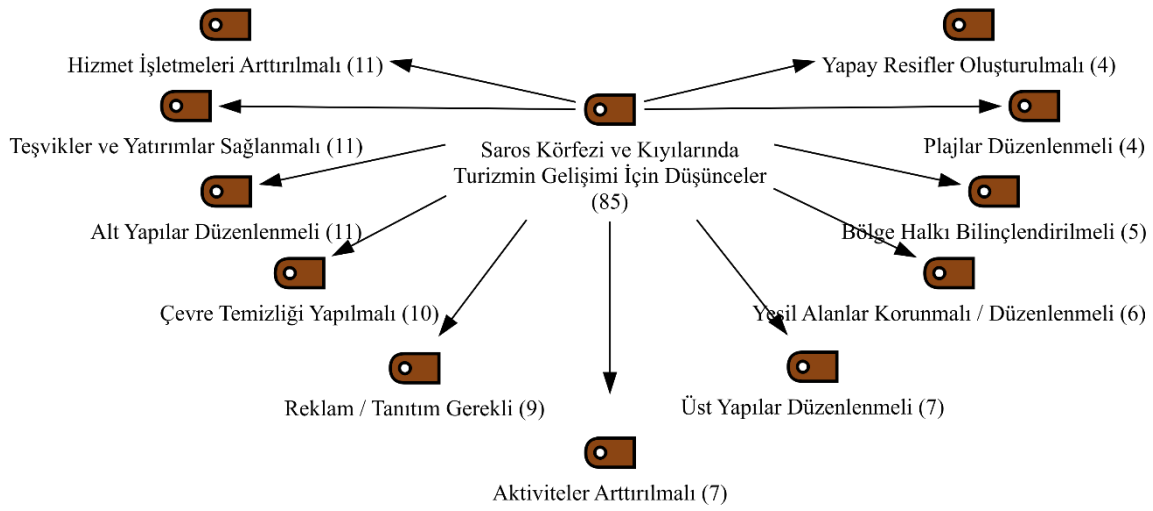 Hizmet İşletmeleri Arttırılmalı (11)
Yapay Resifler Oluşturulmalı (4)
Teşvikler ve Yatırımlar Sağlanmalı (11)
Saros Körfezi ve Kıyılarında
Turizmin Gelişimi İçin Düşünceler
(85)
Plajlar Düzenlenmeli (4)
Alt Yapılar Düzenlenmeli (11)
Bölge Halkı Bilinçlendirilmeli (5)
Çevre Temizliği Yapılmalı (10)
Yeşil Alanlar Korunmalı / Düzenlenmeli (6)
Reklam / Tanıtım Gerekli (9)
Üst Yapılar Düzenlenmeli (7)
Aktiviteler Arttırılmalı (7)